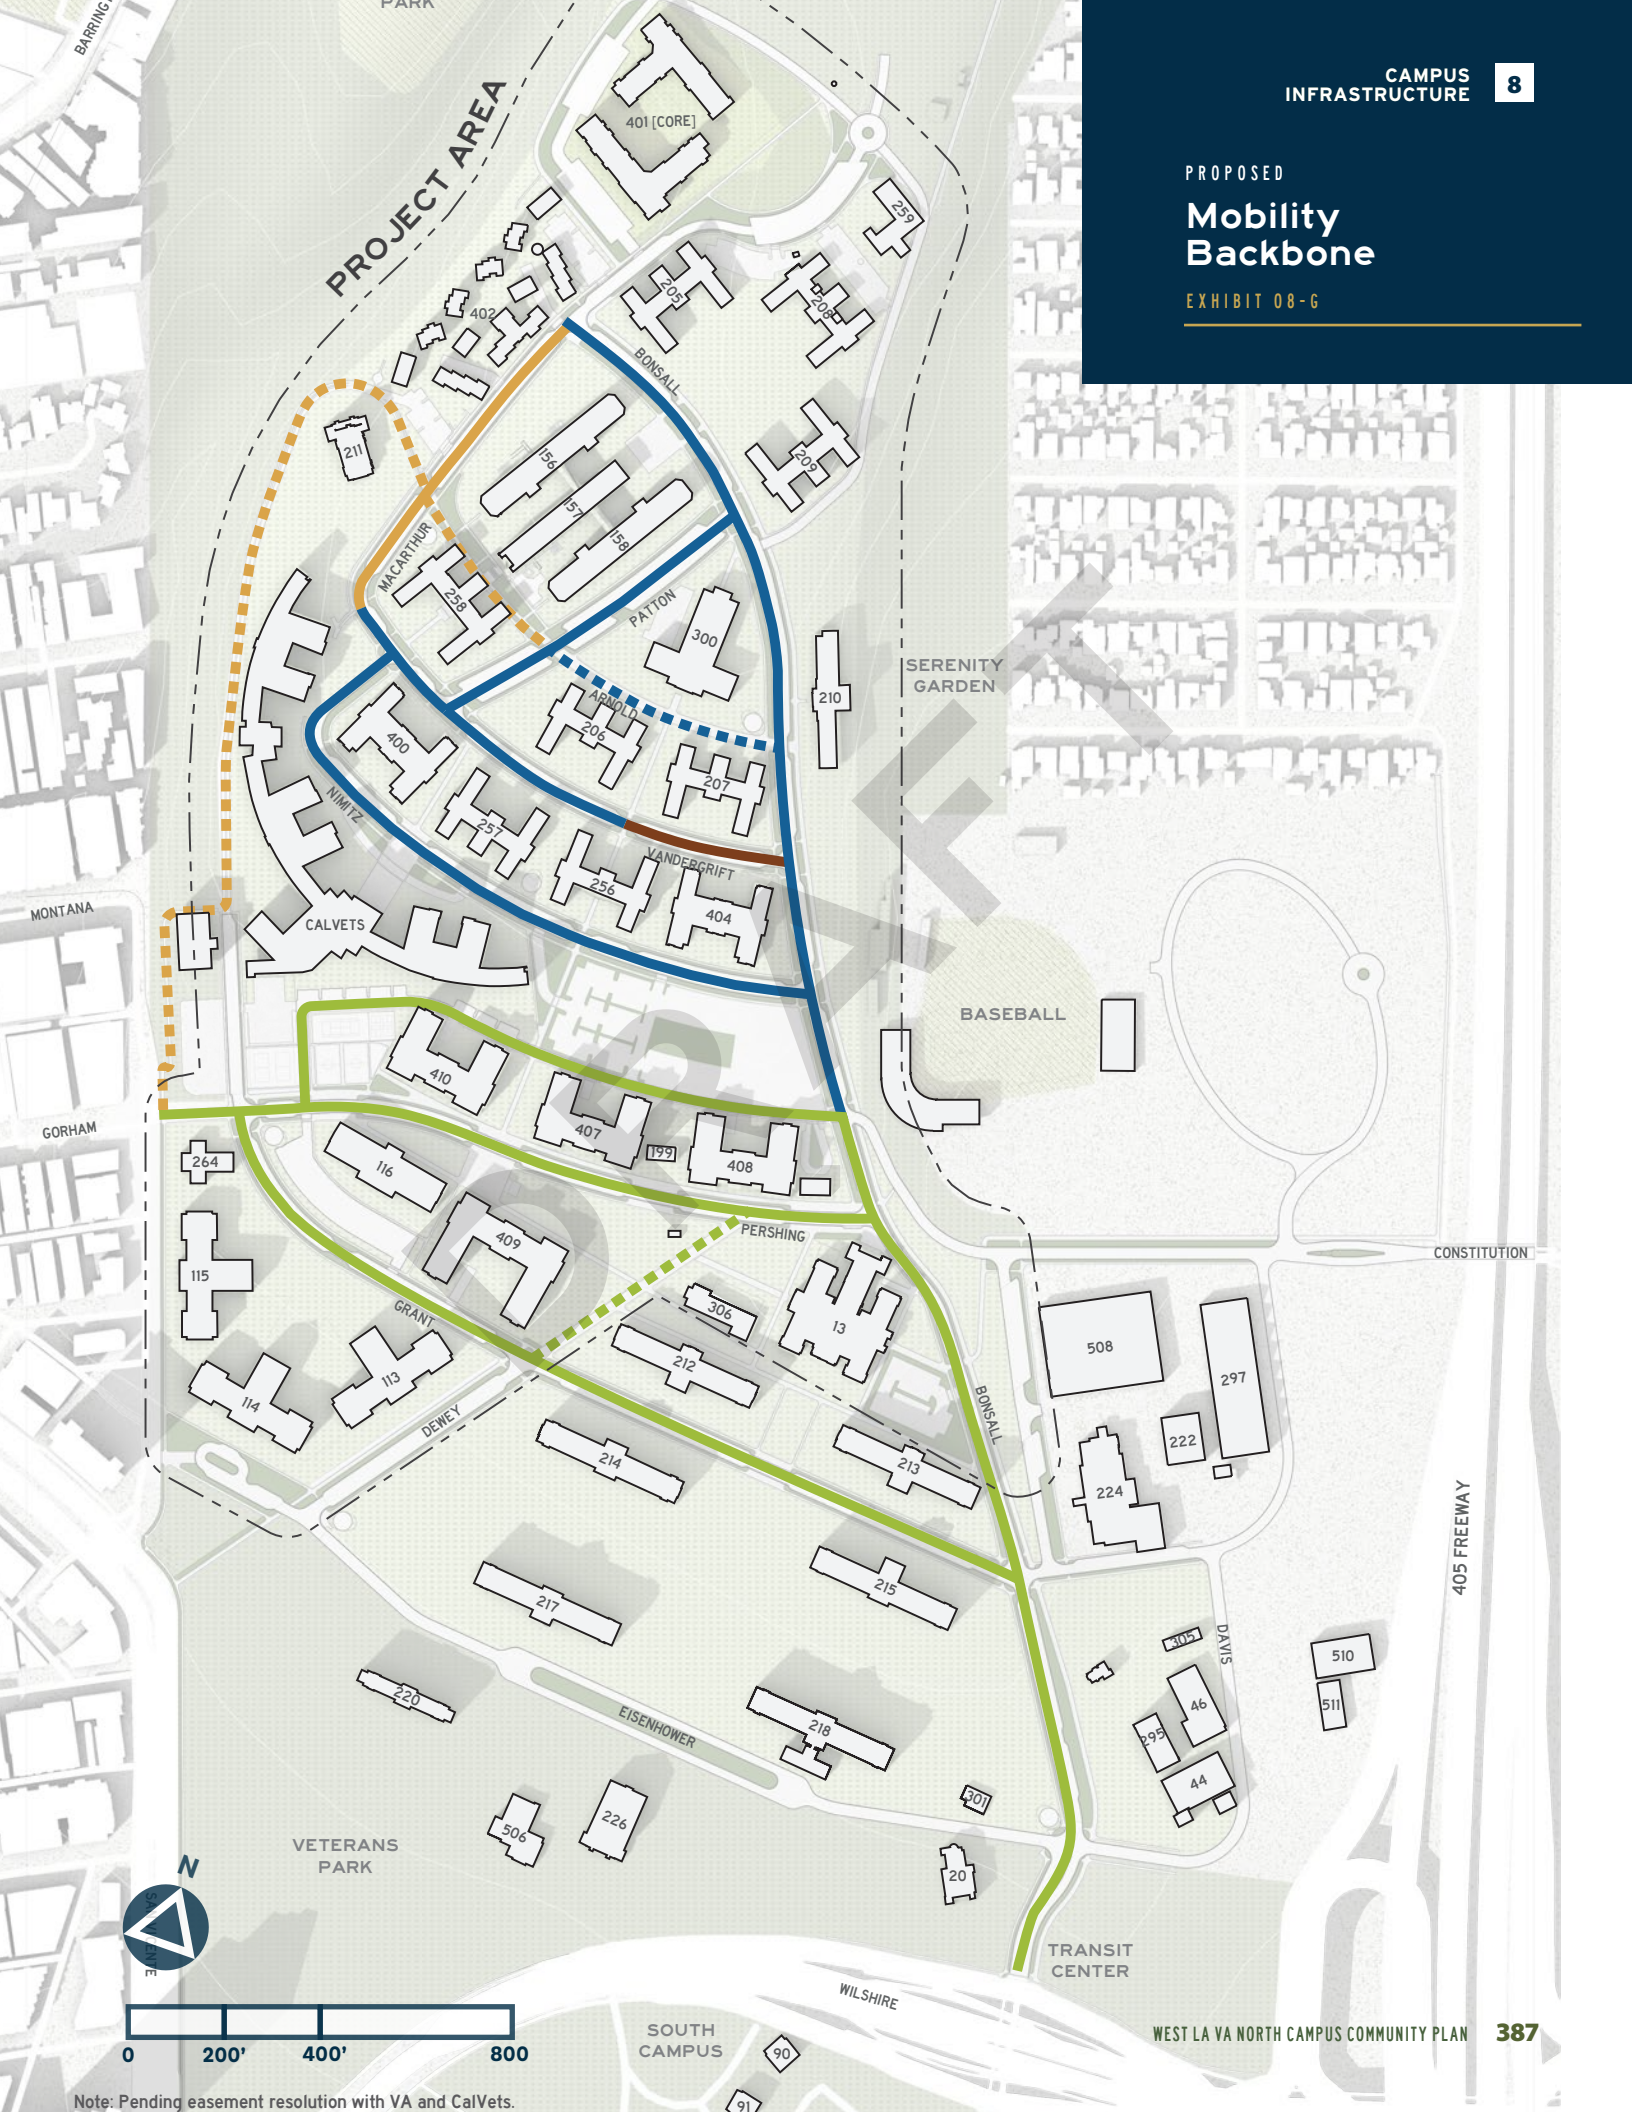 PARK
BARRING
CAMPUS
INFRASTRUCTURE
8
PROPOSED
Mobility
Backbone
EXHIBIT 08-G
PROJECT AREA
401 [CORE]
259
205
208
402
BONSALL
211
156
209
157
158
MACARTHUR
258
PATTON
300
SERENITY
GARDEN
210
ARNOLD
206
400
207
NIMITZ
257
VANDERGRIFT
256
404
MONTANA
CALVETS
BASEBALL
410
DRAFT
407
199
408
GORHAM
264
116
PERSHING
409
CONSTITUTION
115
306
13
GRANT
508
212
297
113
114
DEWEY
BONSALL
214
213
222
224
405 FREEWAY
215
217
305
DAVIS
510
46
511
220
EISENHOWER
218
295
44
301
226
506
VETERANS
PARK
20
N
SAN VICENTE
TRANSIT
CENTER
WILSHIRE
SOUTH
CAMPUS
WEST LA VA NORTH CAMPUS COMMUNITY PLAN 387
90
0 200' 400' 800
91
Note: Pending easement resolution with VA and CalVets.